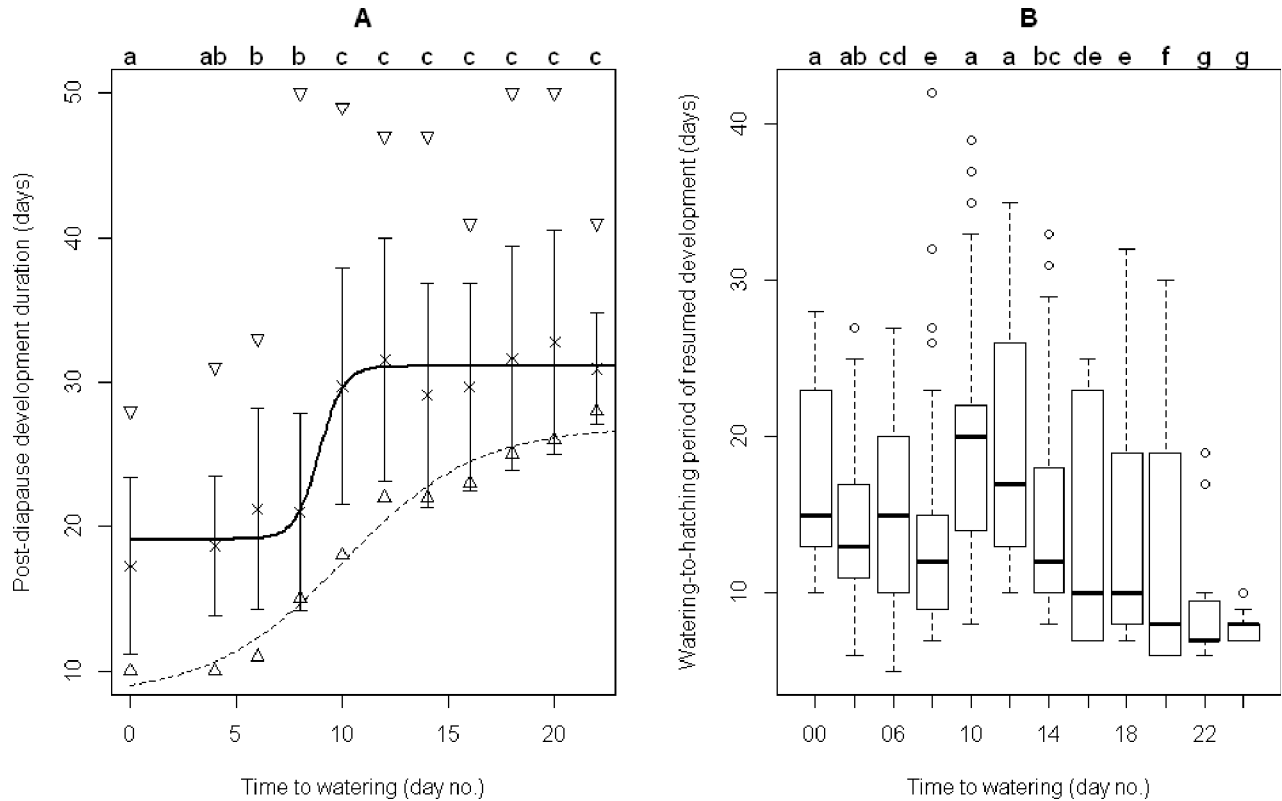 A
a ab b b c c c c c c c
Post-diapause development duration (days)
50
40
30
20
10
0 5 10 15 20
Time to watering (day no.)
B
a ab cd e a a bc de e f g g
Watering-to-hatching period of resumed development (days)
40
30
20
10
00 06 10 14 18 22
Time to watering (day no.)